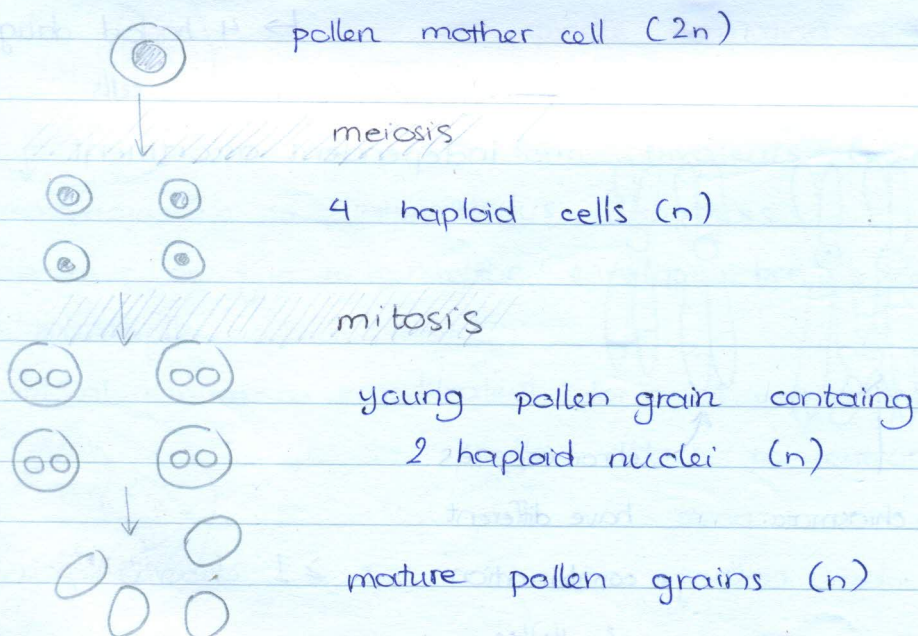 pollen mother cell (2n)
meiosis
4 haploid cells (n)
mitosis
young pollen grain containg
2 haploid nuclei (n)
mature pollen grains (n)